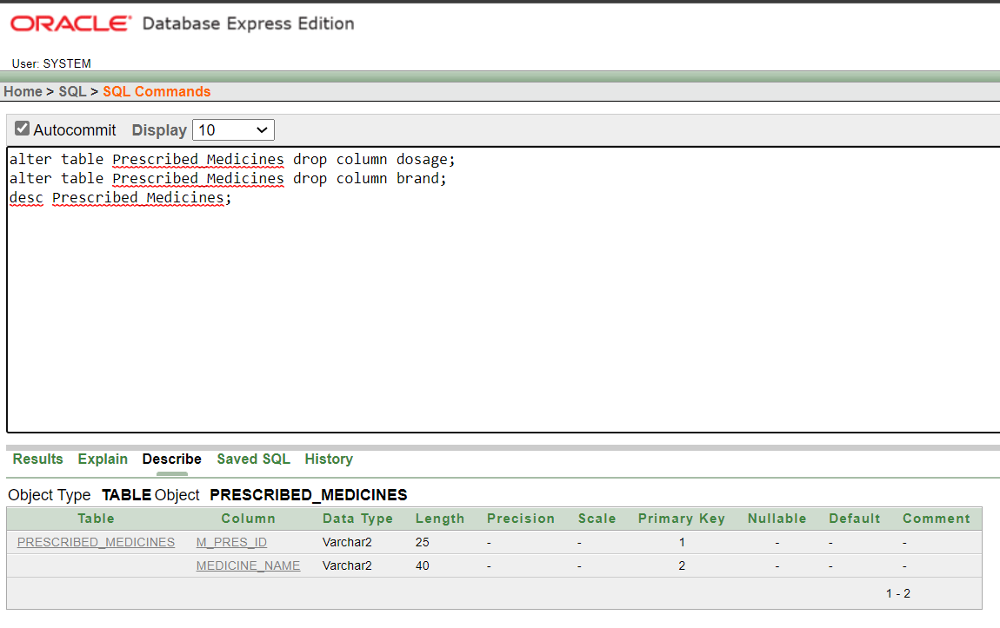 ORACLE® Database Express Edition
User: SYSTEM
Home > SQL > SQL Commands
Autocommit Display 10
alter table Prescribed_Medicines drop column dosage;
alter table Prescribed_Medicines drop column brand;
desc Prescribed_Medicines;
Results Explain Describe Saved SQL History
Object Type TABLE Object PRESCRIBED_MEDICINES
Table Column Data Type Length Precision Scale Primary Key Nullable Default Comment
PRESCRIBED_MEDICINES M_PRES_ID Varchar2 25 - - 1 - - -
MEDICINE_NAME Varchar2 40 - - 2 - - -
1 - 2